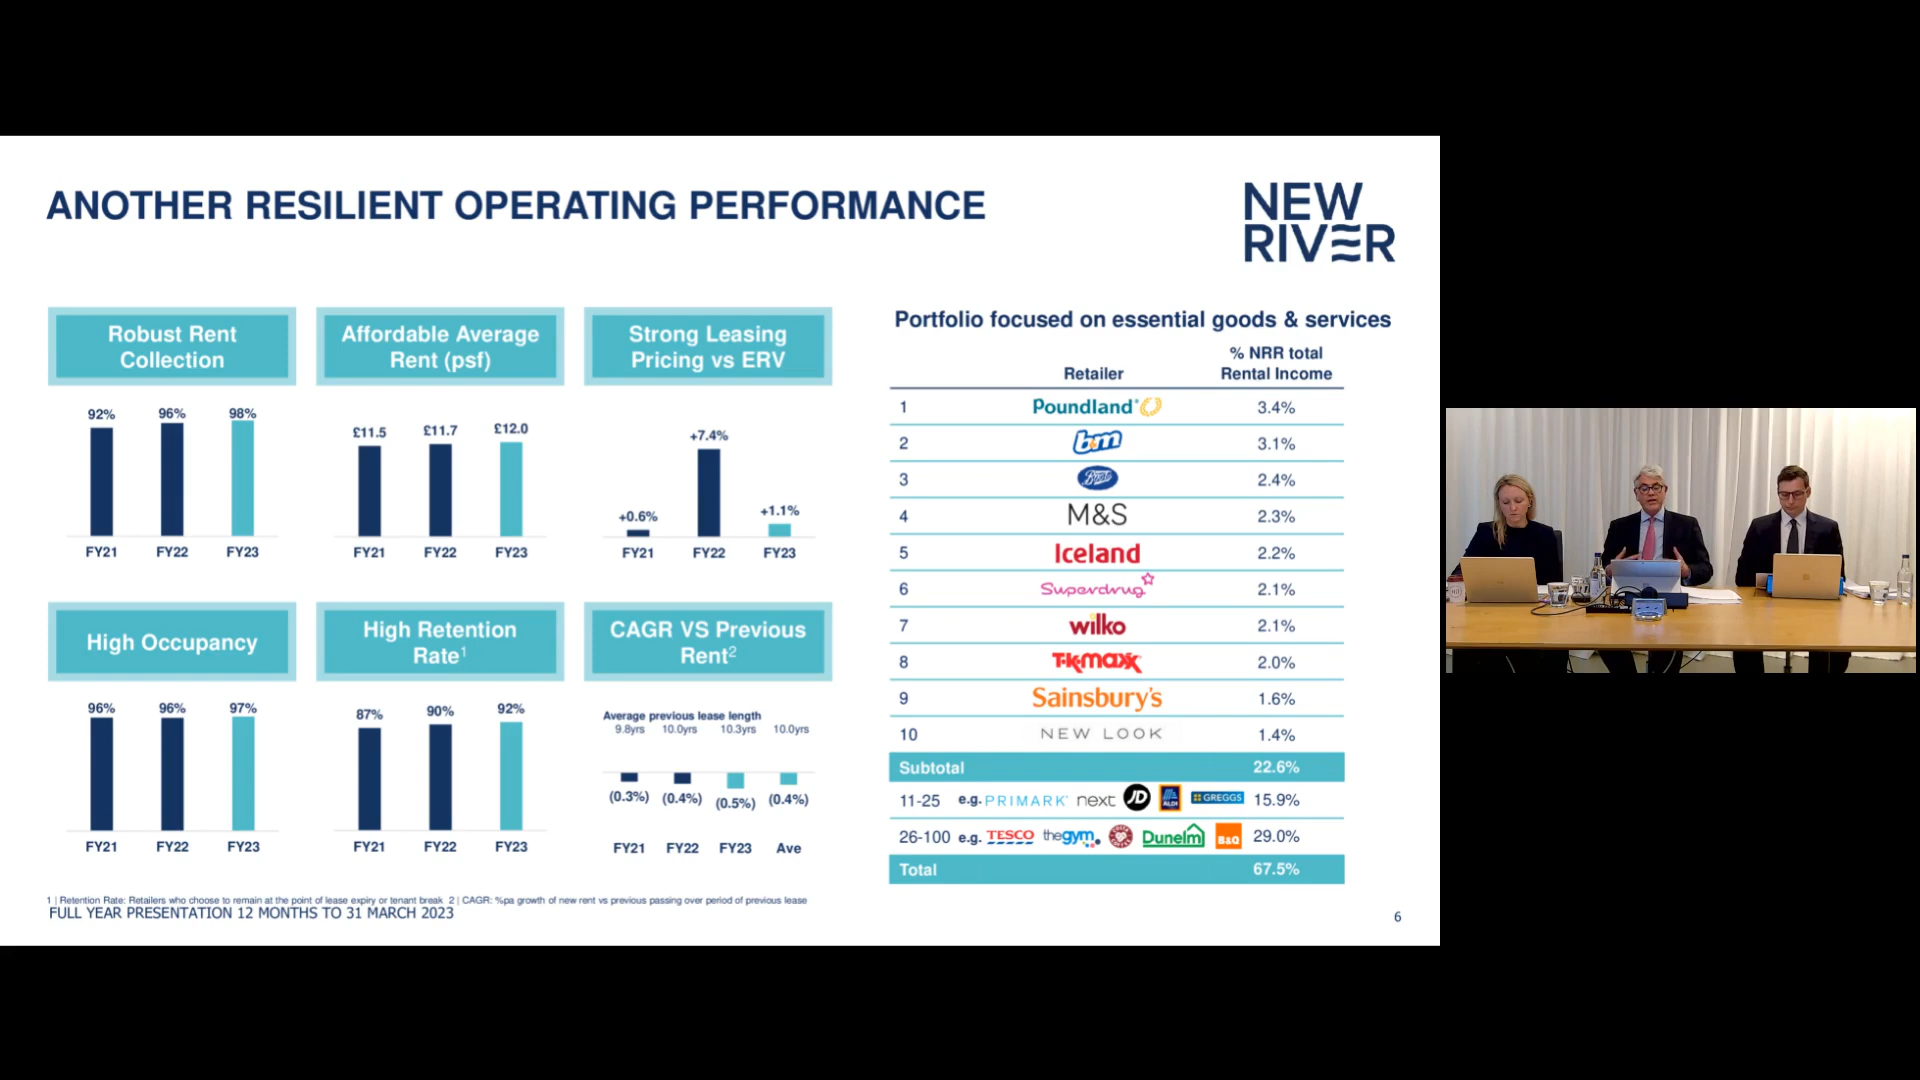 ANOTHER RESILIENT OPERATING PERFORMANCE
NEW
RIVER
Robust Rent
Collection
92% 96% 98%
FY21 FY22 FY23
Affordable Average
Rent (psf)
£11.5 £11.7 £12.0
FY21 FY22 FY23
Strong Leasing
Pricing vs ERV
+0.6% +7.4% +1.1%
FY21 FY22 FY23
High Occupancy
96% 96% 97%
FY21 FY22 FY23
High Retention
Rate1
87% 90% 92%
FY21 FY22 FY23
CAGR VS Previous
Rent2
Average previous lease length
9.8yrs 10.0yrs 10.3yrs 10.0yrs
(0.3%) (0.4%) (0.5%) (0.4%)
FY21 FY22 FY23 Ave
Portfolio focused on essential goods & services
Retailer % NRR total
Rental Income
1 Poundland 3.4%
2 bm 3.1%
3 Boots 2.4%
4 M&S 2.3%
5 Iceland 2.2%
6 Superdrug 2.1%
7 wilko 2.1%
8 T·K·maxx 2.0%
9 Sainsbury's 1.6%
10 NEW LOOK 1.4%
Subtotal 22.6%
11-25 e.g. PRIMARK next JD ALDI GREGGS 15.9%
26-100 e.g. TESCO thegym Dunelm B&Q 29.0%
Total 67.5%
1 | Retention Rate: Retailers who choose to remain at the point of lease expiry or tenant break 2 | CAGR: %pa growth of new rent vs previous passing over period of previous lease
FULL YEAR PRESENTATION 12 MONTHS TO 31 MARCH 2023
6